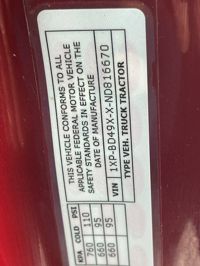 THIS VEHICLE CONFORMS TO ALL
APPLICABLE FEDERAL MOTOR VEHICLE
SAFETY STANDARDS IN EFFECT ON THE
DATE OF MANUFACTURE
VIN 1XP-BD49X-X-ND816670
TYPE VEH. TRUCK TRACTOR
KPA COLD PSI
760 110
660 95
660 95